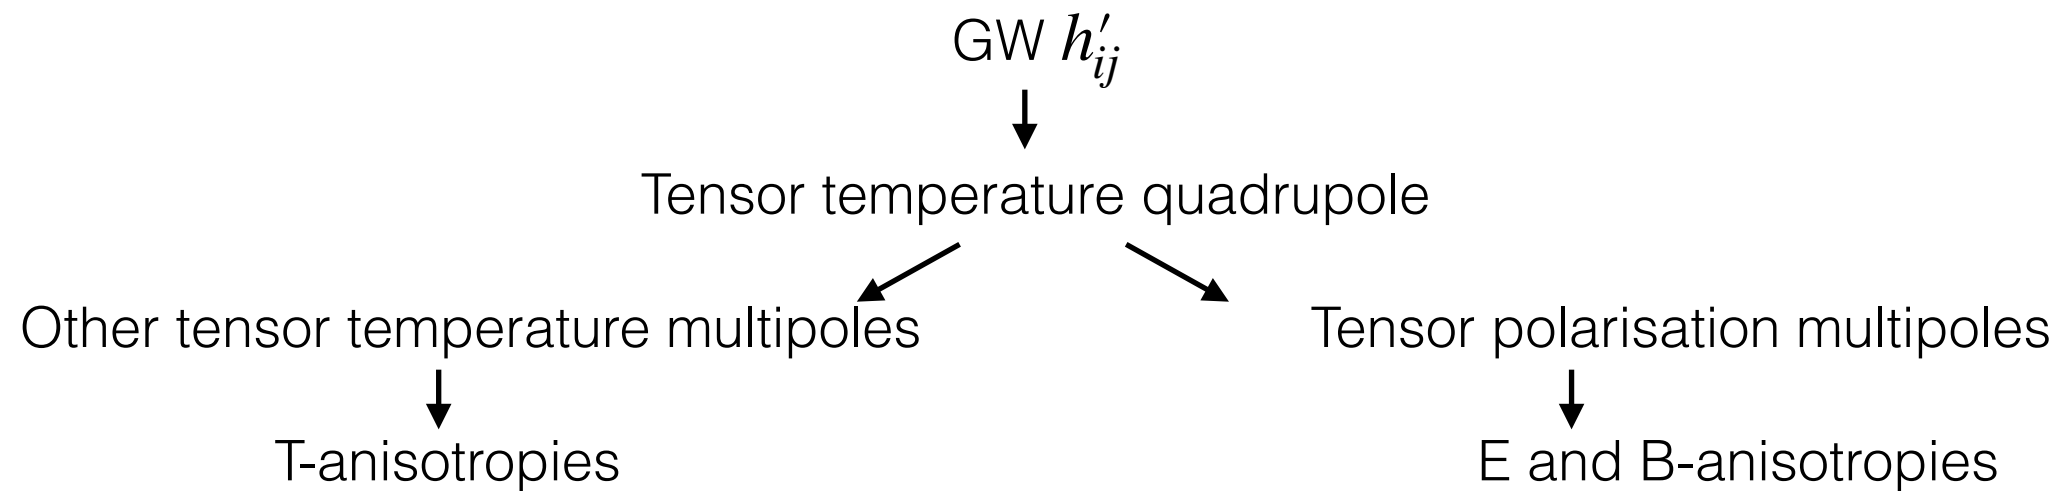 GW h′ij
Tensor temperature quadrupole
Other tensor temperature multipoles
Tensor polarisation multipoles
T-anisotropies
E and B-anisotropies